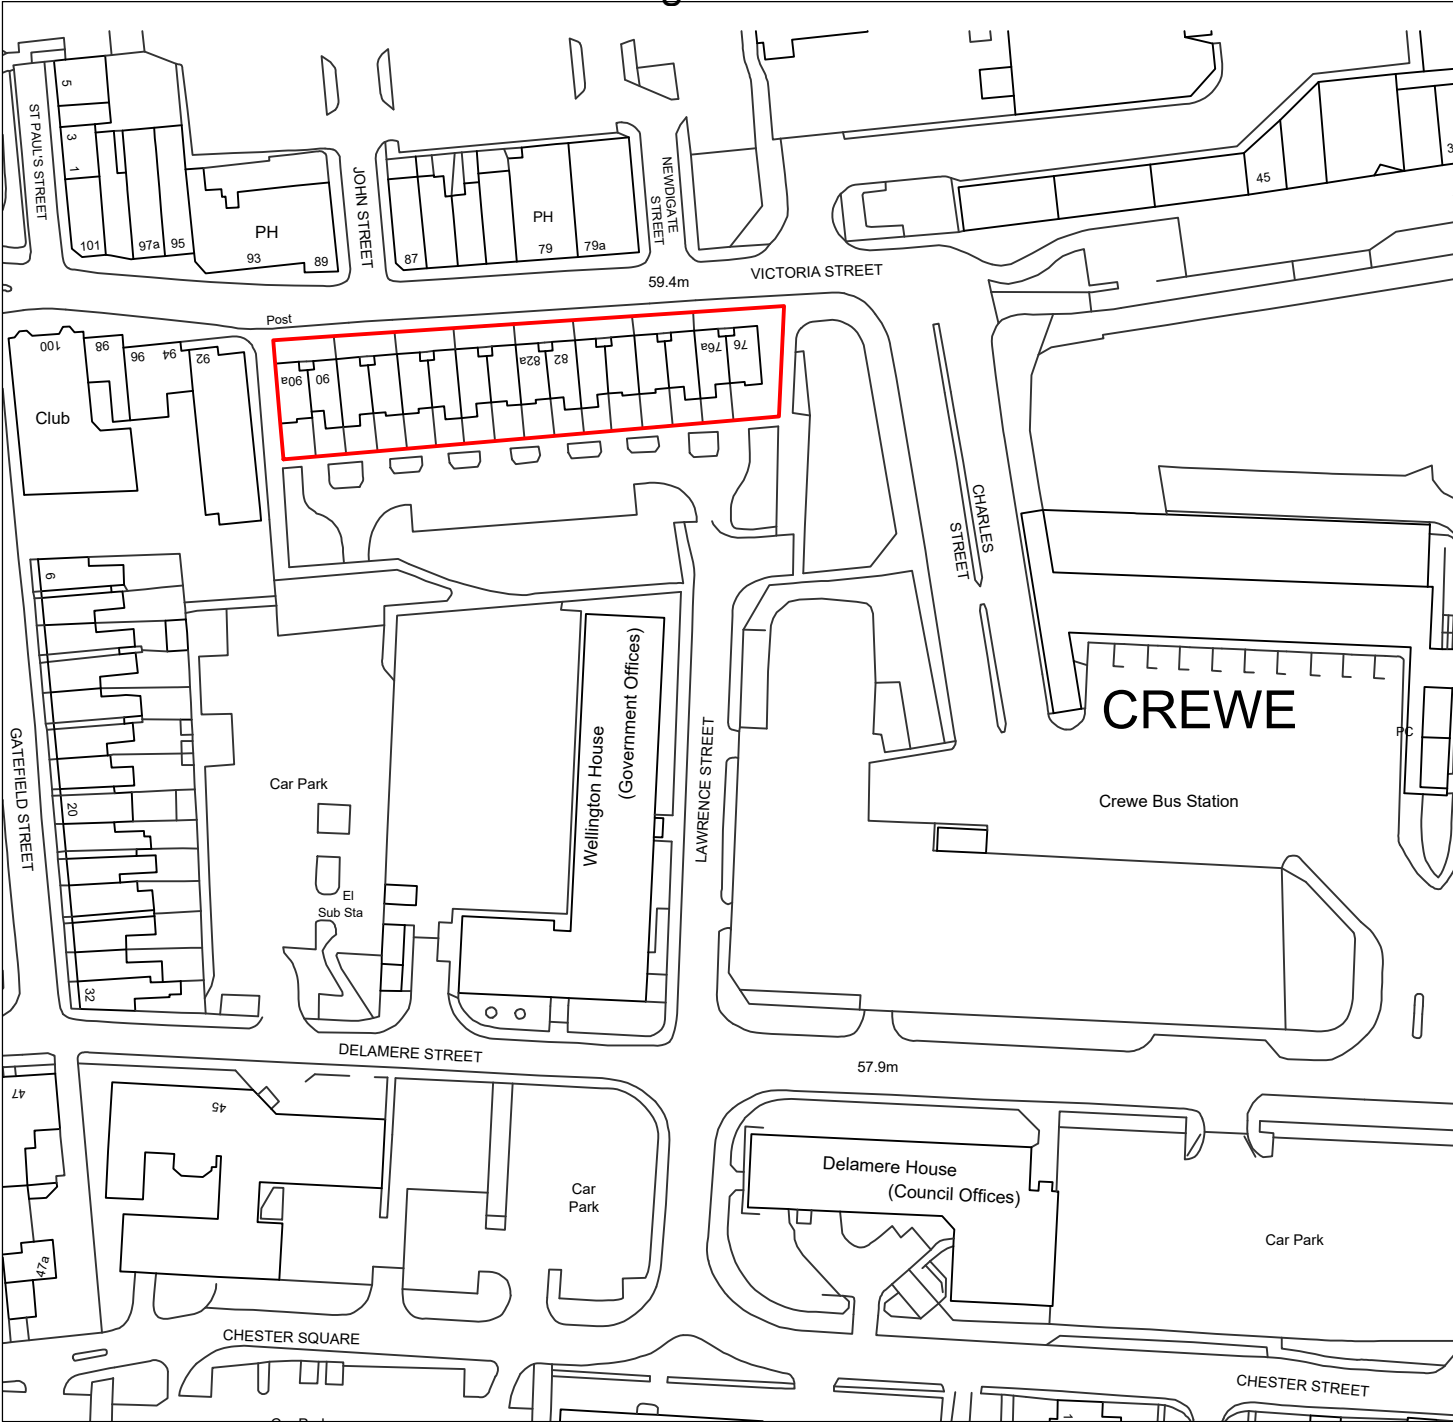 5
ST PAUL'S STREET
3
1
101
97a
95
PH
93
89
JOHN STREET
87
PH
79
79a
NEWDIGATE
STREET
45
VICTORIA STREET
59.4m
Post
100
98
96
94
92
Club
90a
90
82a
82
76a
76
CHARLES
STREET
6
GATEFIELD STREET
20
32
Car Park
El
Sub Sta
Wellington House
(Government Offices)
LAWRENCE STREET
CREWE
PC
Crewe Bus Station
DELAMERE STREET
57.9m
47
45
47a
Car
Park
Delamere House
(Council Offices)
Car Park
CHESTER SQUARE
CHESTER STREET
1